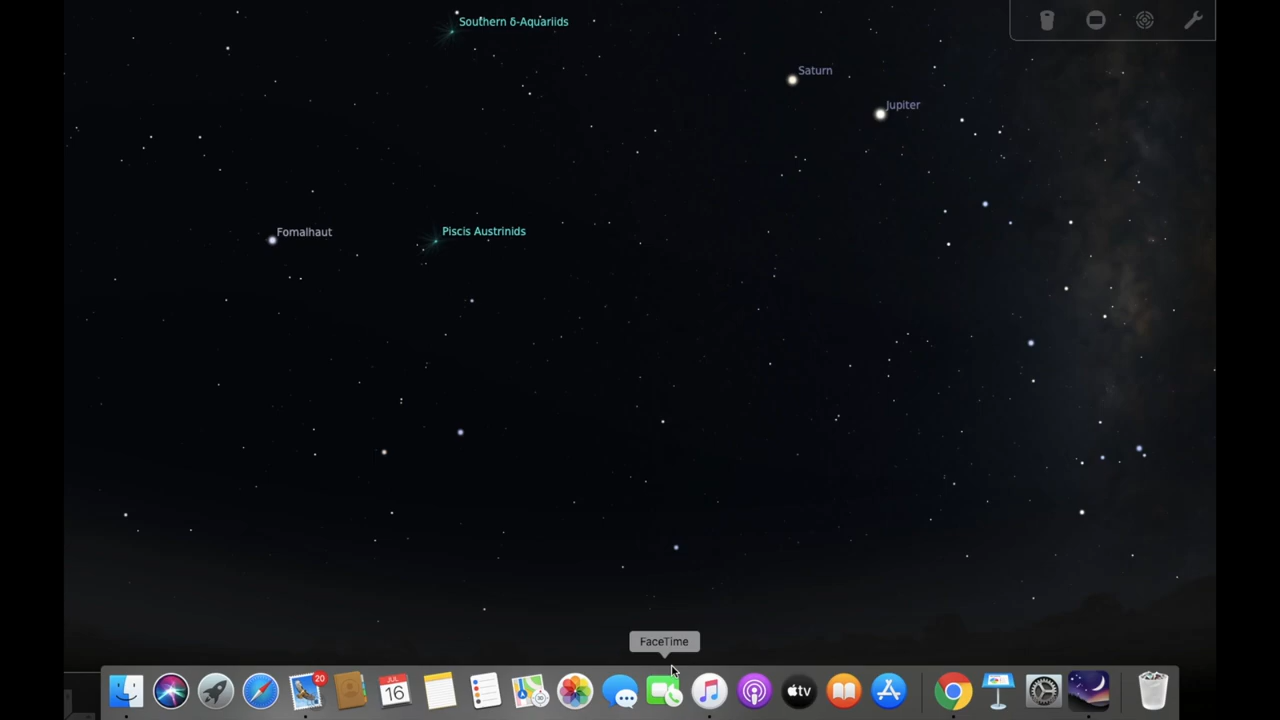 Southern δ-Aquariids
Saturn
Jupiter
Fomalhaut
Piscis Austrinids
FaceTime
20
JUL
16
tv